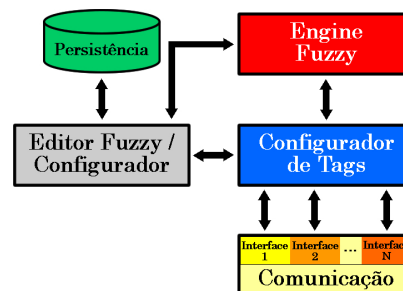 Persistência
Engine
Fuzzy
Editor Fuzzy /
Configurador
Configurador
de Tags
Interface
1
Interface
2
...
Interface
N
Comunicação